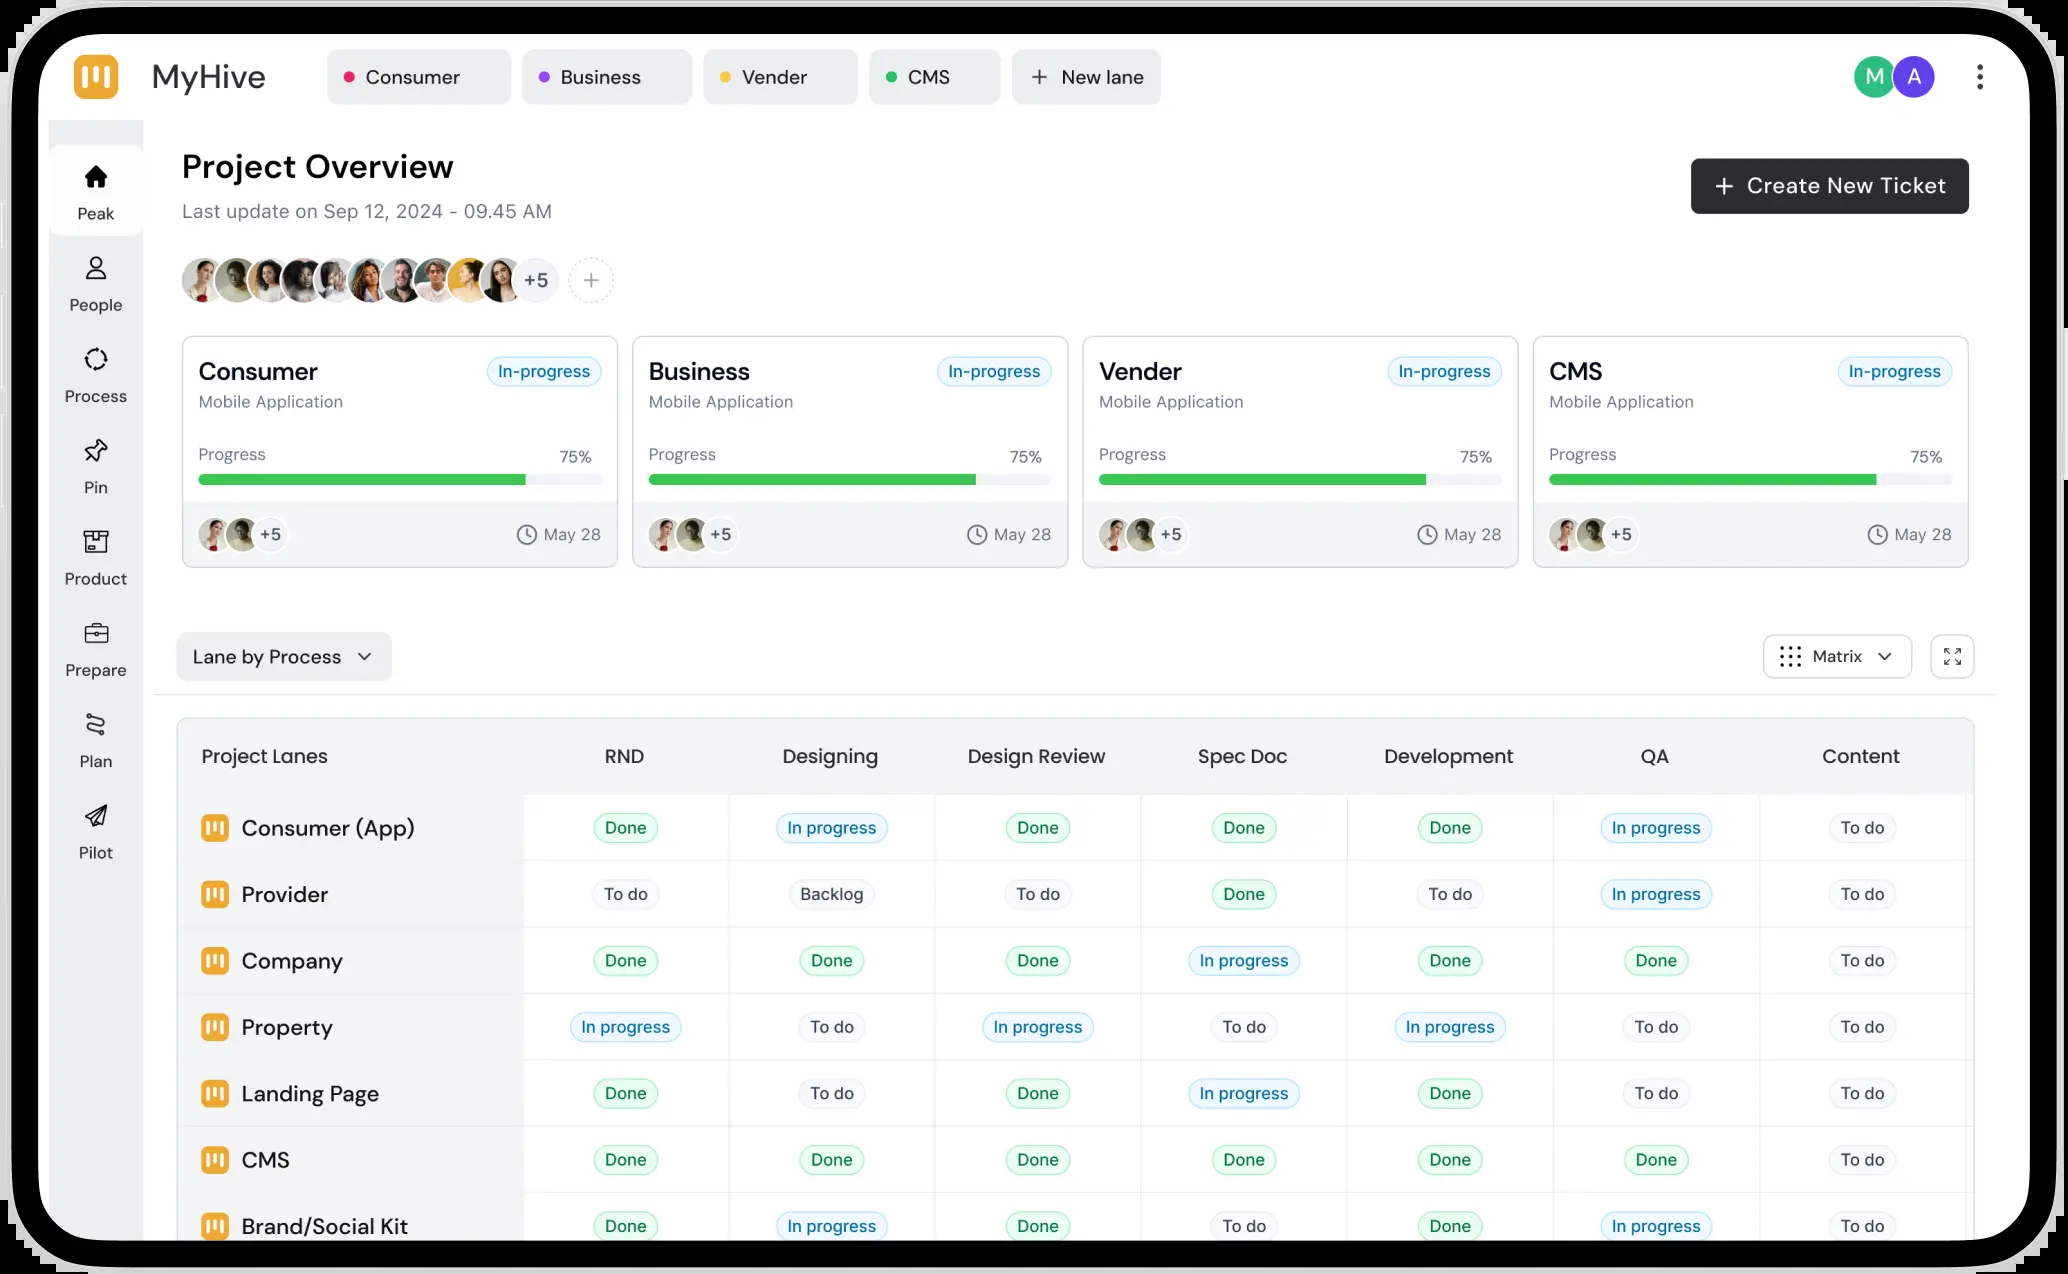 MyHive
Consumer
Business
Vender
CMS
+ New lane
M
A
Project Overview
Last update on Sep 12, 2024 - 09.45 AM
+ Create New Ticket
+5
+
Peak
People
Process
Pin
Product
Prepare
Plan
Pilot
Consumer In-progress
Mobile Application
Progress 75%
+5 May 28
Business In-progress
Mobile Application
Progress 75%
+5 May 28
Vender In-progress
Mobile Application
Progress 75%
+5 May 28
CMS In-progress
Mobile Application
Progress 75%
+5 May 28
Lane by Process
Matrix
Project Lanes RND Designing Design Review Spec Doc Development QA Content
Consumer (App) Done In progress Done Done Done In progress To do
Provider To do Backlog To do Done To do In progress To do
Company Done Done Done In progress Done Done To do
Property In progress To do In progress To do In progress To do To do
Landing Page Done To do Done In progress Done To do To do
CMS Done Done Done Done Done Done To do
Brand/Social Kit Done In progress Done To do Done In progress To do